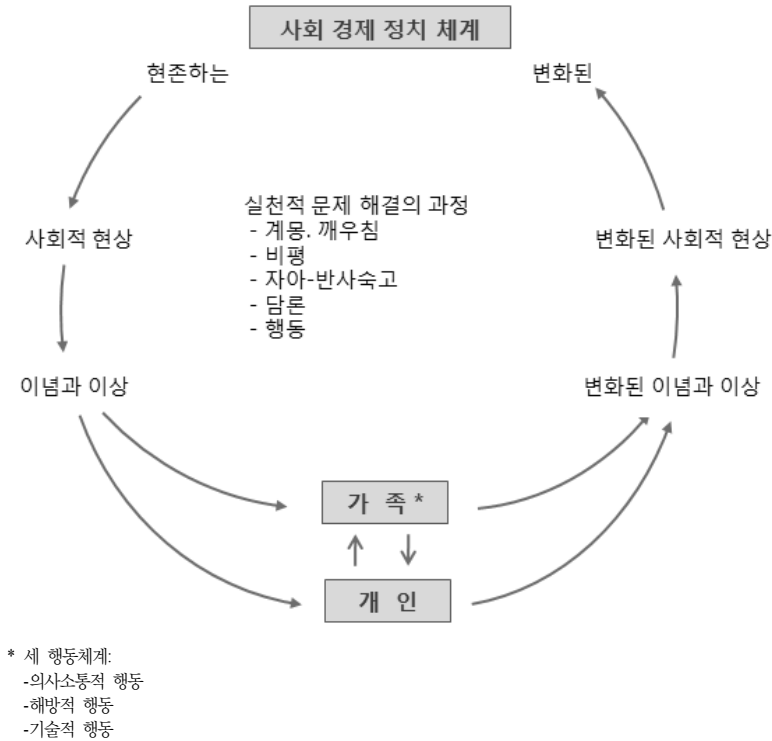 사회 경제 정치 체계
현존하는
변화된
실천적 문제 해결의 과정
- 계몽. 깨우침
- 비평
- 자아-반사숙고
- 담론
- 행동
사회적 현상
변화된 사회적 현상
이념과 이상
변화된 이념과 이상
가 족 *
개 인
* 세 행동체계:
-의사소통적 행동
-해방적 행동
-기술적 행동